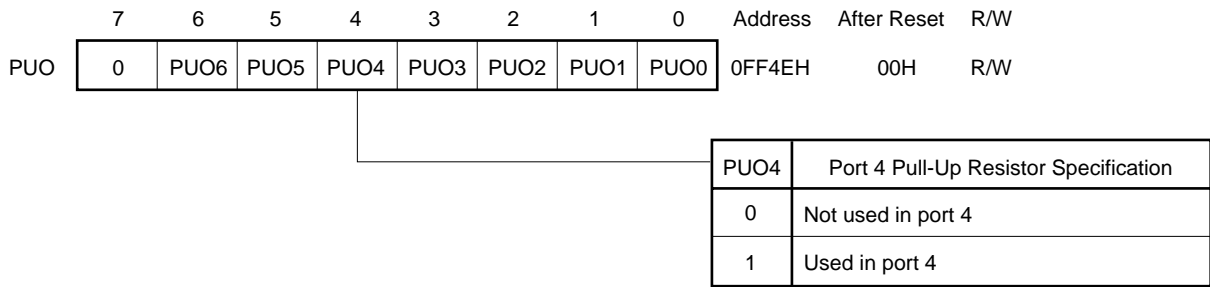 7 6 5 4 3 2 1 0 Address After Reset R/W
PUO 0 PUO6 PUO5 PUO4 PUO3 PUO2 PUO1 PUO0 0FF4EH 00H R/W
PUO4 Port 4 Pull-Up Resistor Specification
0 Not used in port 4
1 Used in port 4